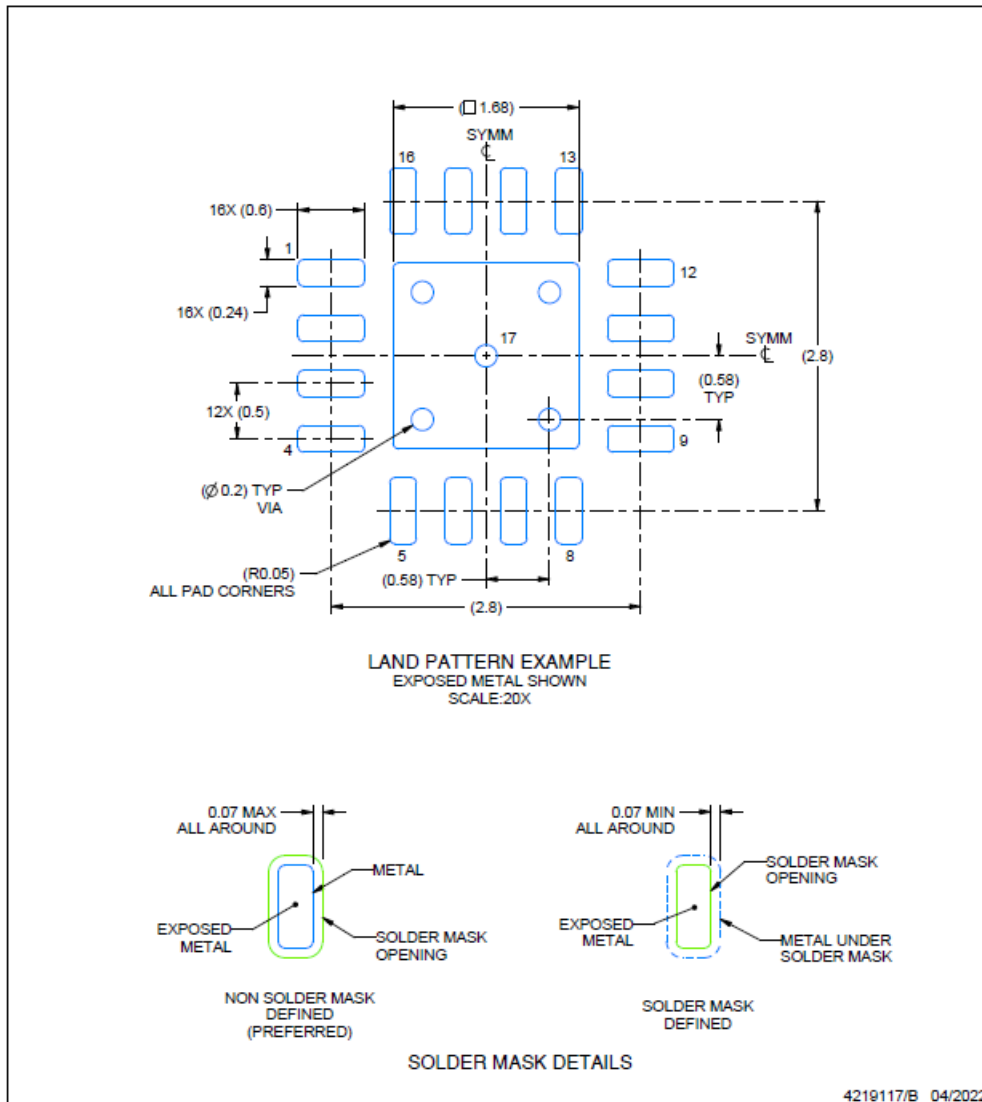 (□ 1.68)
SYMM
℄
16
13
16X (0.6)
1
12
16X (0.24)
17
SYMM
℄
(2.8)
(0.58)
TYP
12X (0.5)
4
9
(Ø 0.2) TYP
VIA
5
8
(R0.05)
ALL PAD CORNERS
(0.58) TYP
(2.8)
LAND PATTERN EXAMPLE
EXPOSED METAL SHOWN
SCALE:20X
0.07 MAX
ALL AROUND
METAL
EXPOSED
METAL
SOLDER MASK
OPENING
NON SOLDER MASK
DEFINED
(PREFERRED)
0.07 MIN
ALL AROUND
SOLDER MASK
OPENING
EXPOSED
METAL
METAL UNDER
SOLDER MASK
SOLDER MASK
DEFINED
SOLDER MASK DETAILS
4219117/B 04/2022